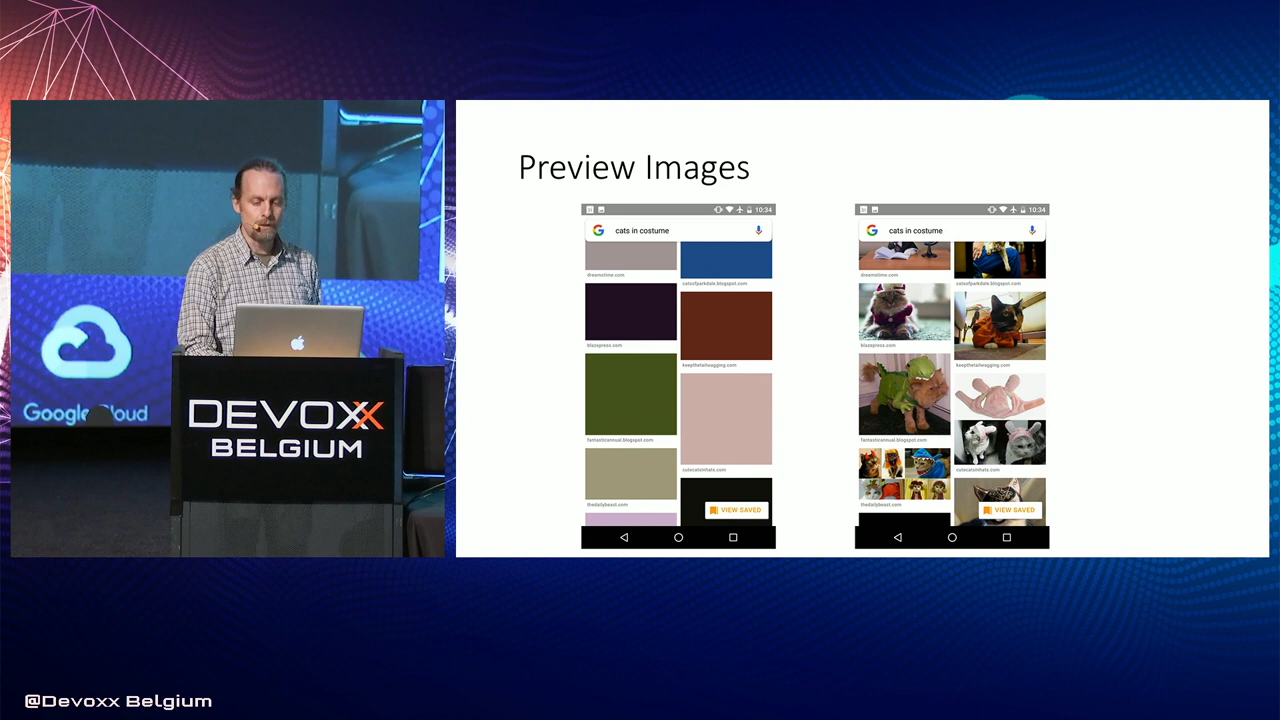 Preview Images
10:34
cats in costume
dreamstime.com
catsofparkdale.blogspot.com
blazepress.com
keepthetailwagging.com
fantasticannual.blogspot.com
cutecatsinhats.com
thedailybeast.com
VIEW SAVED
10:34
cats in costume
dreamstime.com
catsofparkdale.blogspot.com
blazepress.com
keepthetailwagging.com
fantasticannual.blogspot.com
cutecatsinhats.com
thedailybeast.com
VIEW SAVED
Google Cloud
DEVOXX
BELGIUM
@Devoxx Belgium